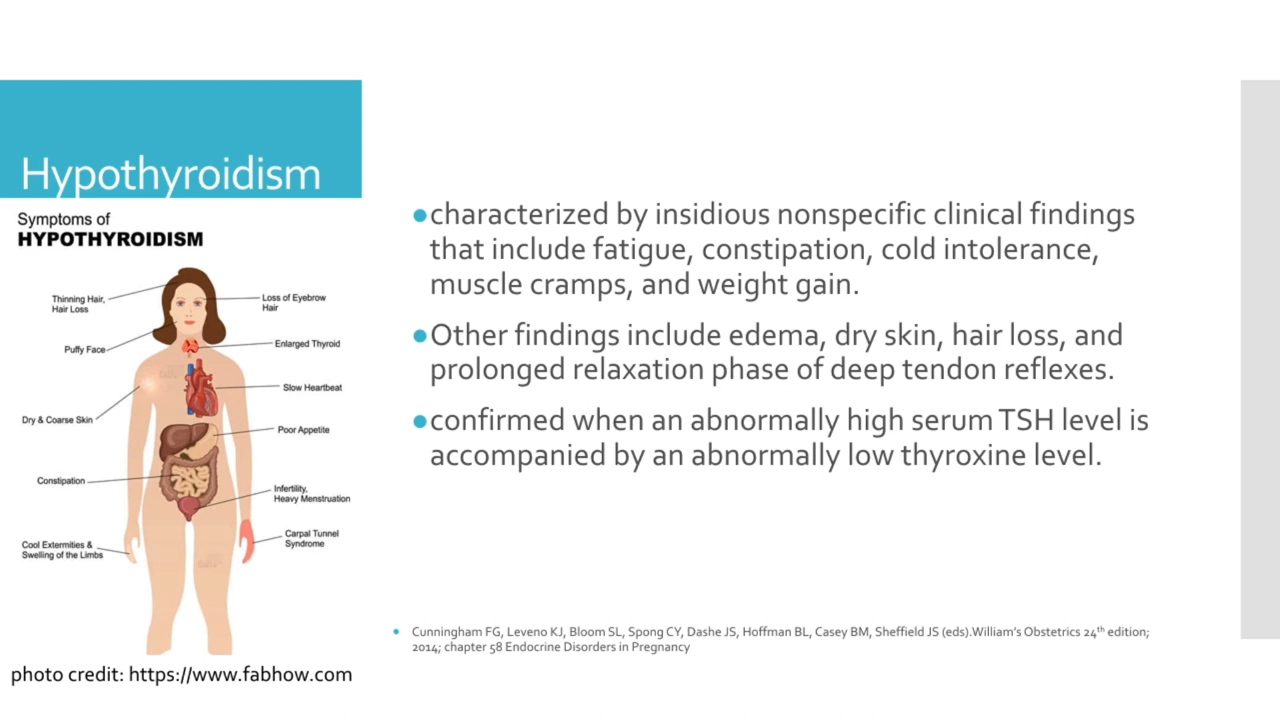 Hypothyroidism
Symptoms of
HYPOTHYROIDISM
Thinning Hair,
Hair Loss
Loss of Eyebrow
Hair
Puffy Face
Enlarged Thyroid
Slow Heartbeat
Dry & Coarse Skin
Poor Appetite
Constipation
Infertility,
Heavy Menstruation
Cool Extermities &
Swelling of the Limbs
Carpal Tunnel
Syndrome
photo credit: https://www.fabhow.com
●characterized by insidious nonspecific clinical findings
that include fatigue, constipation, cold intolerance,
muscle cramps, and weight gain.
●Other findings include edema, dry skin, hair loss, and
prolonged relaxation phase of deep tendon reflexes.
●confirmed when an abnormally high serum TSH level is
accompanied by an abnormally low thyroxine level.
● Cunningham FG, Leveno KJ, Bloom SL, Spong CY, Dashe JS, Hoffman BL, Casey BM, Sheffield JS (eds).William's Obstetrics 24th edition;
2014; chapter 58 Endocrine Disorders in Pregnancy